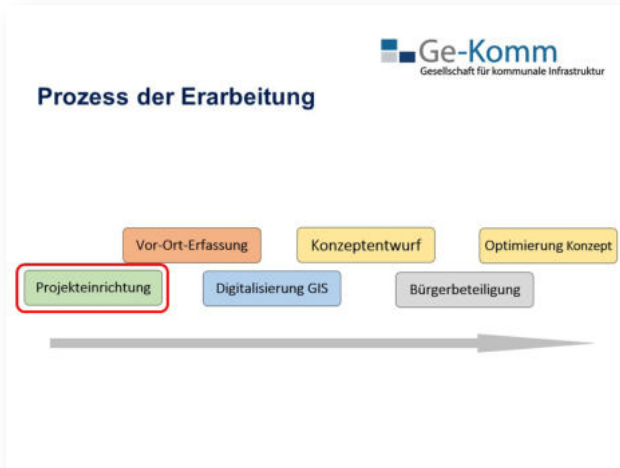 Ge-Komm
Gesellschaft für kommunale Infrastruktur
Prozess der Erarbeitung
Vor-Ort-Erfassung
Konzeptentwurf
Optimierung Konzept
Projekteinrichtung
Digitalisierung GIS
Bürgerbeteiligung